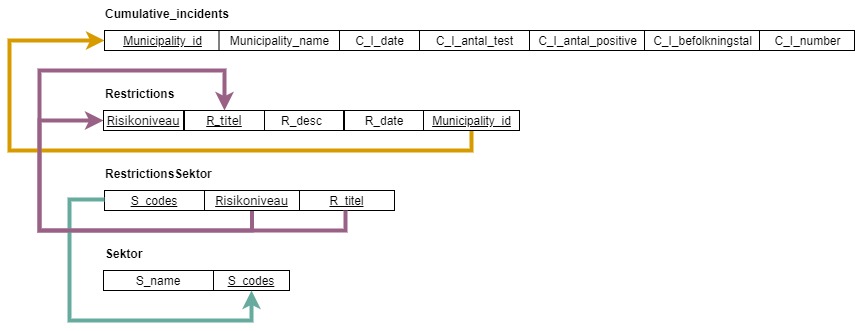 Cumulative_incidents
Municipality_id Municipality_name C_I_date C_I_antal_test C_I_antal_positive C_I_befolkningstal C_I_number
Restrictions
Risikoniveau R_titel R_desc R_date Municipality_id
RestrictionsSektor
S_codes Risikoniveau R_titel
Sektor
S_name S_codes